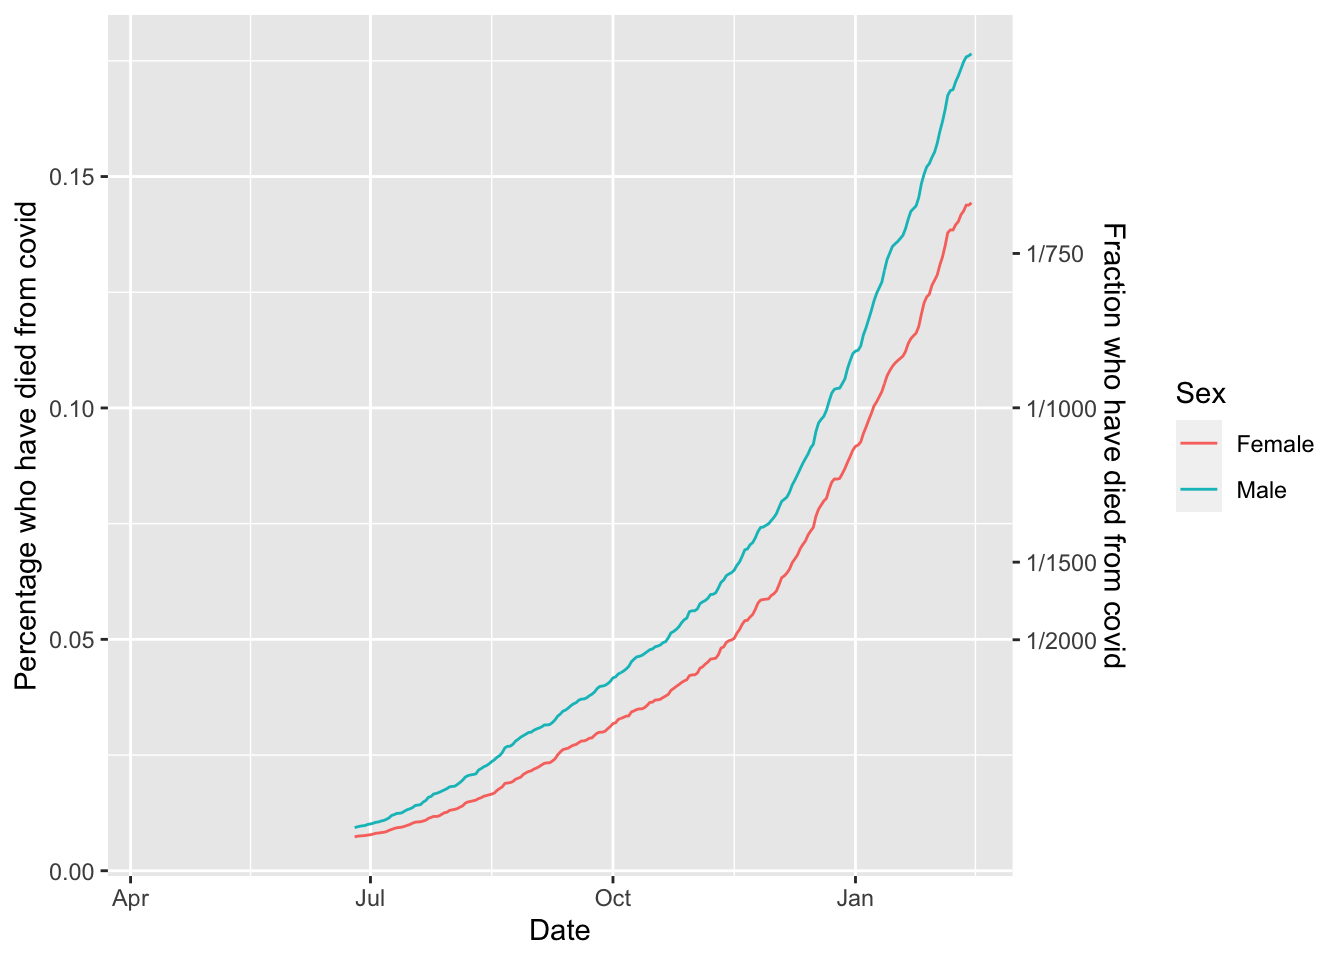 Percentage who have died from covid
0.15
0.10
0.05
0.00
Apr
Jul
Oct
Jan
Date
1/750
1/1000
1/1500
1/2000
Fraction who have died from covid
Sex
Female
Male